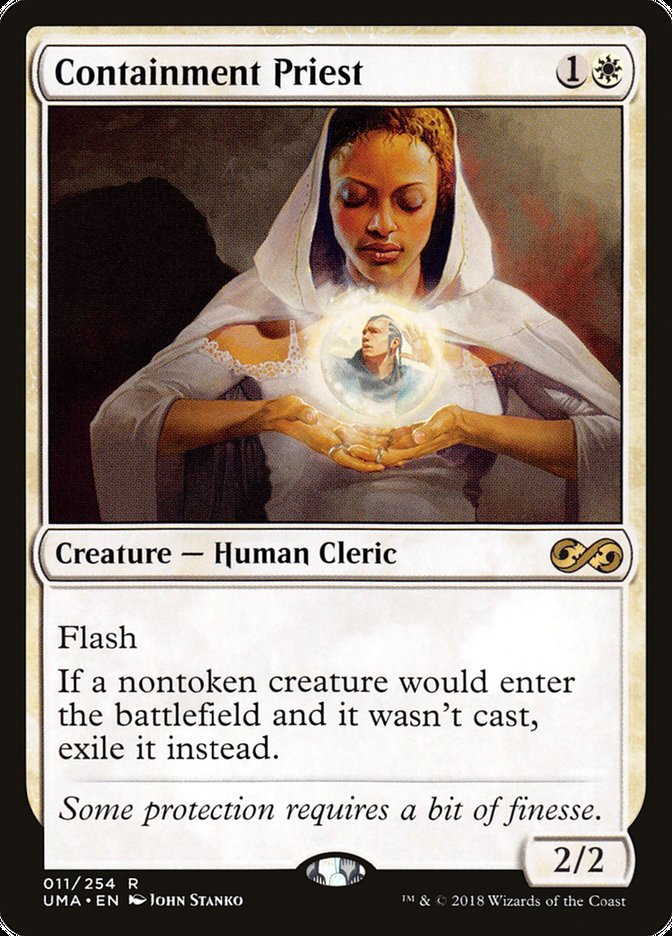 Containment Priest 1
Creature — Human Cleric
Flash
If a nontoken creature would enter
the battlefield and it wasn't cast,
exile it instead.
Some protection requires a bit of finesse.
2/2
011/254 R
UMA • EN John Stanko
™ & © 2018 Wizards of the Coast